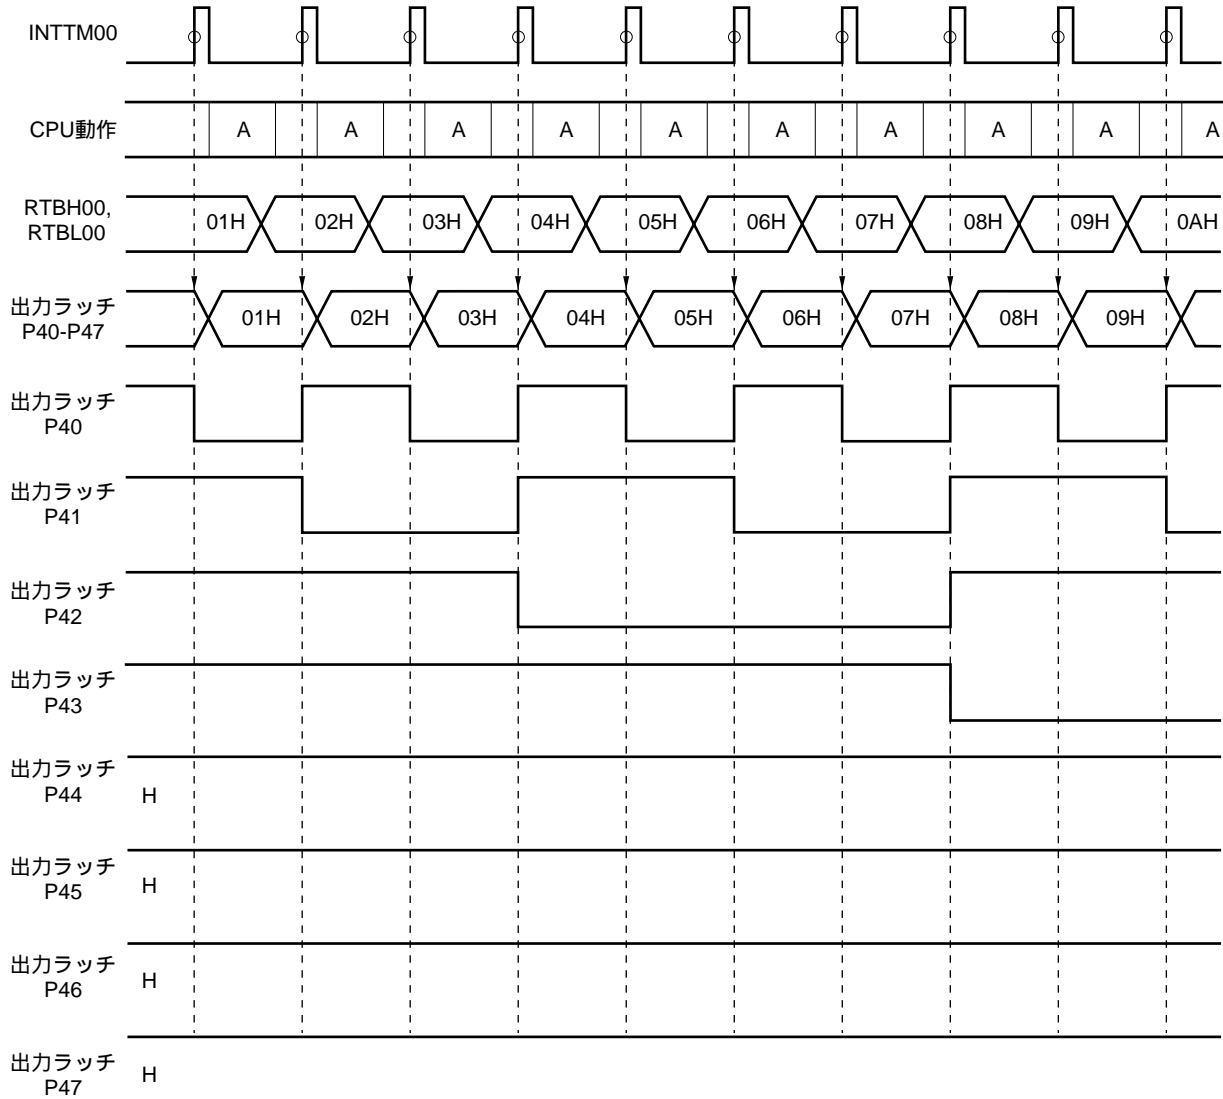 INTTM00
CPU動作
A A A A A A A A A A
RTBH00,
RTBL00
01H 02H 03H 04H 05H 06H 07H 08H 09H 0AH
出力ラッチ
P40-P47
01H 02H 03H 04H 05H 06H 07H 08H 09H
出力ラッチ
P40
出力ラッチ
P41
出力ラッチ
P42
出力ラッチ
P43
出力ラッチ
P44
H
出力ラッチ
P45
H
出力ラッチ
P46
H
出力ラッチ
P47
H